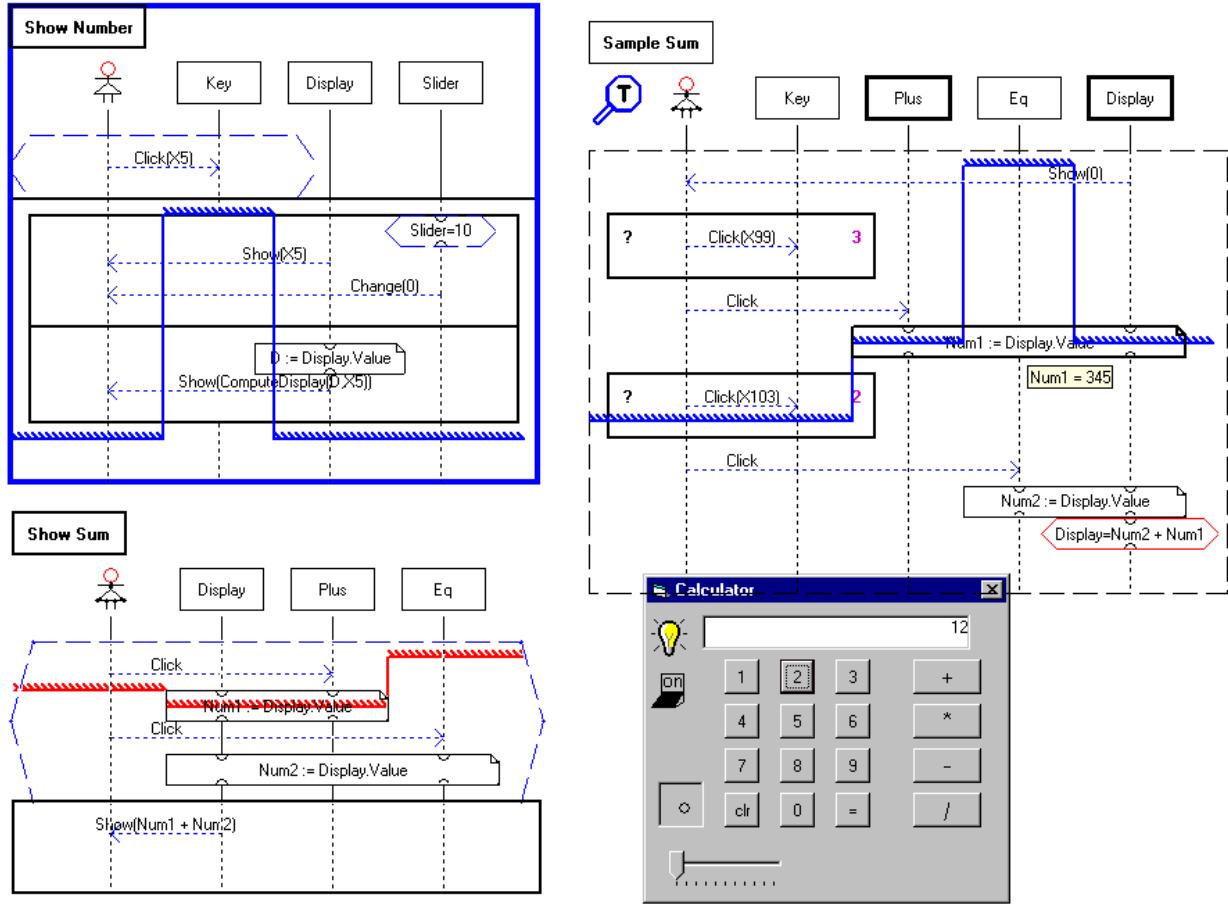 Show Number
Key
Display
Slider
Click(X5)
Slider=10
Show(X5)
Change(0)
D := Display.Value
Show(ComputeDisplay(D,X5))
Sample Sum
T
Key
Plus
Eq
Display
Show(0)
?
Click(X99)
3
Click
Num1 := Display.Value
Num1 = 345
?
Click(X103)
2
Click
Num2 := Display.Value
Display=Num2 + Num1
Show Sum
Display
Plus
Eq
Click
Num1 := Display.Value
Click
Num2 := Display.Value
Show(Num1 + Num2)
Calculator
12
on
1 2 3 +
4 5 6 *
7 8 9 -
clr 0 = /